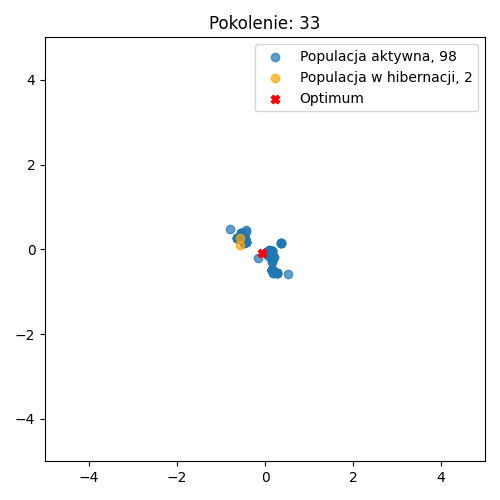 Pokolenie: 33
Populacja aktywna, 98
Populacja w hibernacji, 2
Optimum
4
2
0
−2
−4
−4 −2 0 2 4